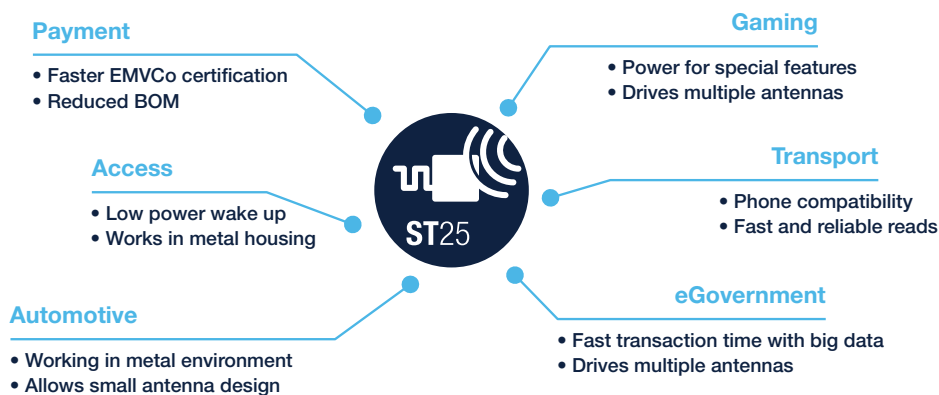 Payment
• Faster EMVCo certification
• Reduced BOM
Access
• Low power wake up
• Works in metal housing
Automotive
• Working in metal environment
• Allows small antenna design
ST25
Gaming
• Power for special features
• Drives multiple antennas
Transport
• Phone compatibility
• Fast and reliable reads
eGovernment
• Fast transaction time with big data
• Drives multiple antennas